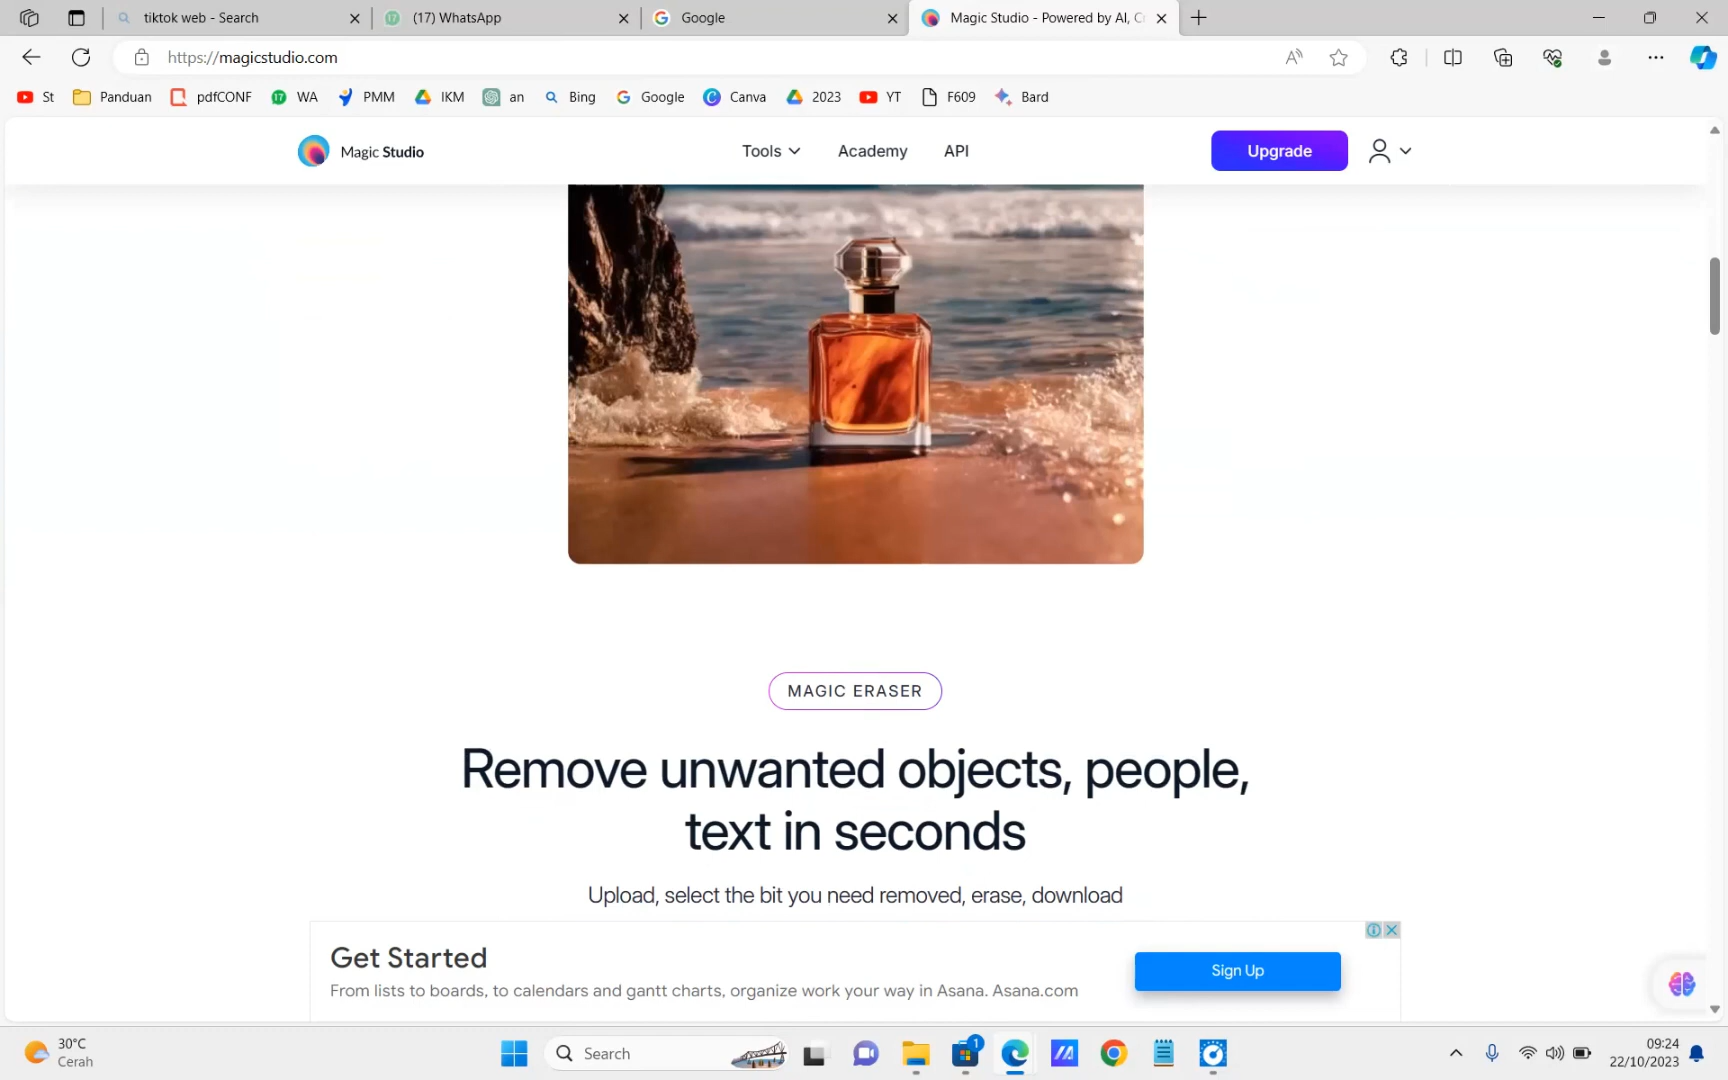 tiktok web - Search
(17) WhatsApp
Google
Magic Studio - Powered by AI, Cr
https://magicstudio.com
St
Panduan
pdfCONF
17 WA
PMM
IKM
an
Bing
Google
Canva
2023
YT
F609
Bard
Magic Studio
Tools
Academy
API
Upgrade
MAGIC ERASER
Remove unwanted objects, people,
text in seconds
Upload, select the bit you need removed, erase, download
Get Started
From lists to boards, to calendars and gantt charts, organize work your way in Asana. Asana.com
Sign Up
30°C
Cerah
Search
1
09:24
22/10/2023